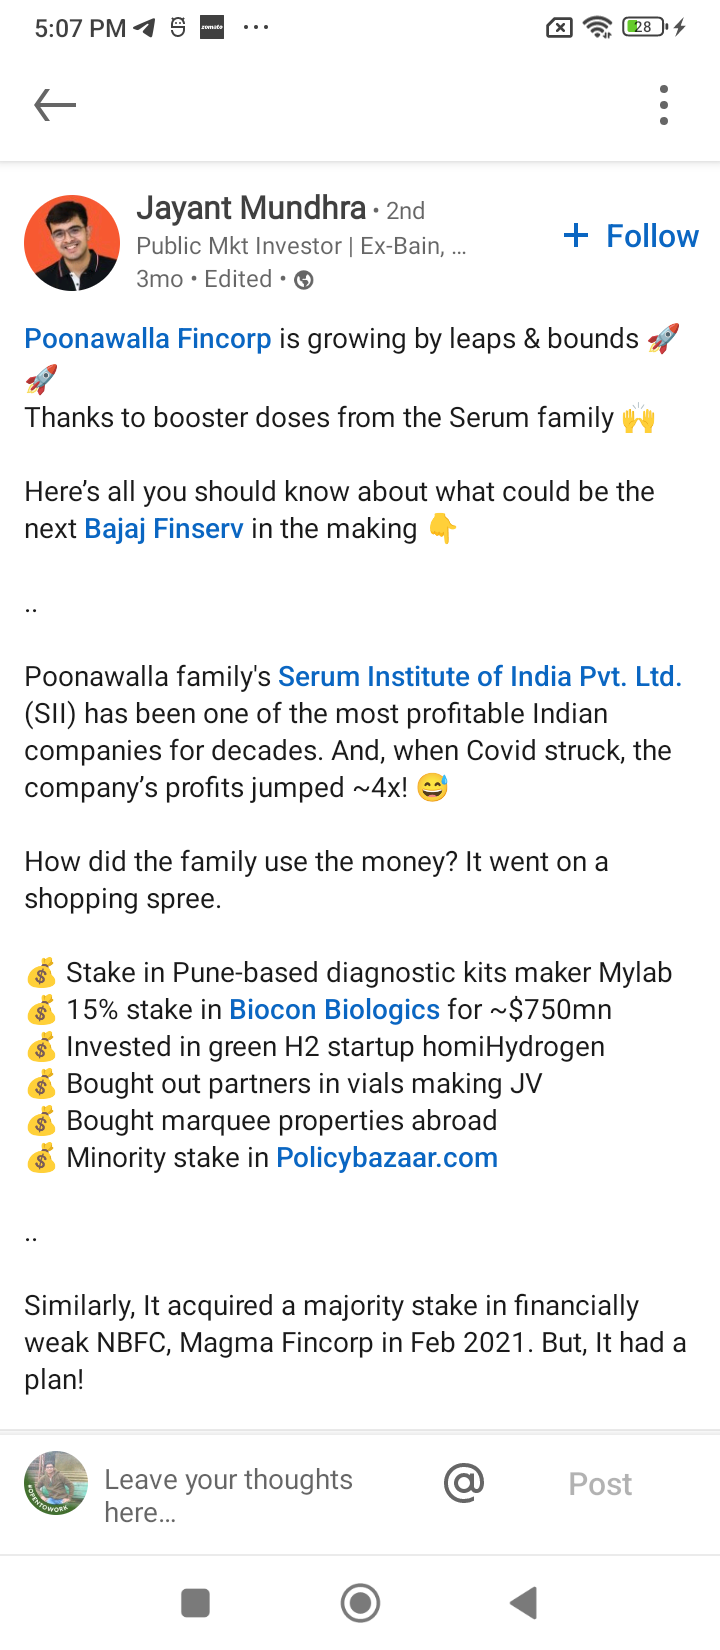 5:07 PM
zomato
28
Jayant Mundhra • 2nd
Public Mkt Investor | Ex-Bain, ...
3mo • Edited •
+ Follow
Poonawalla Fincorp is growing by leaps & bounds 🚀
🚀
Thanks to booster doses from the Serum family 🙌
Here’s all you should know about what could be the
next Bajaj Finserv in the making 👇
..
Poonawalla family's Serum Institute of India Pvt. Ltd.
(SII) has been one of the most profitable Indian
companies for decades. And, when Covid struck, the
company’s profits jumped ~4x! 😅
How did the family use the money? It went on a
shopping spree.
💰 Stake in Pune-based diagnostic kits maker Mylab
💰 15% stake in Biocon Biologics for ~$750mn
💰 Invested in green H2 startup homiHydrogen
💰 Bought out partners in vials making JV
💰 Bought marquee properties abroad
💰 Minority stake in Policybazaar.com
..
Similarly, It acquired a majority stake in financially
weak NBFC, Magma Fincorp in Feb 2021. But, It had a
plan!
#OPENTOWORK
Leave your thoughts
here...
@
Post